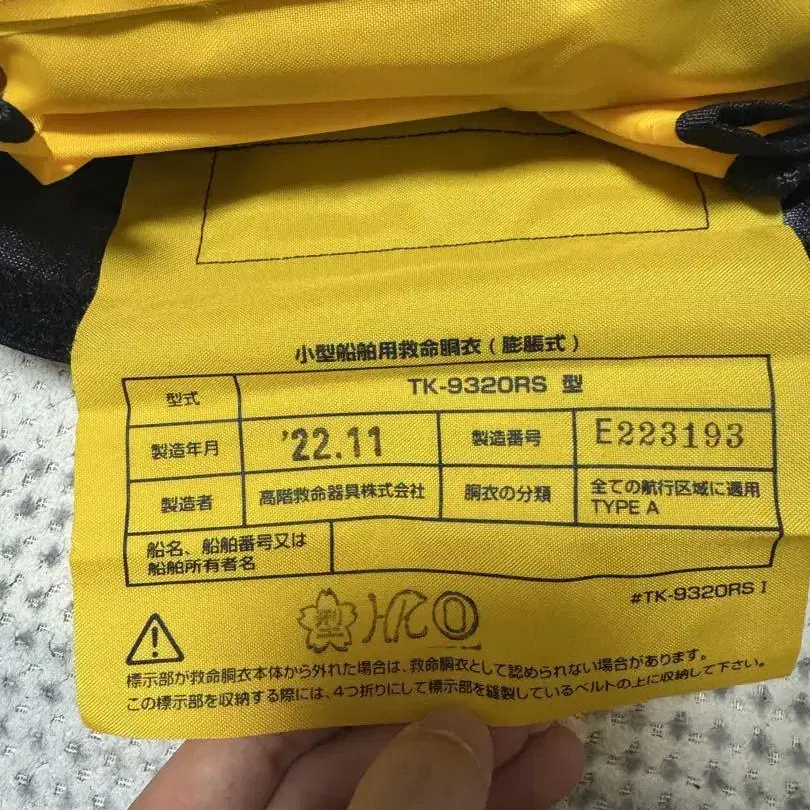 小型船舶用救命胴衣(膨脹式)
型式 TK-9320RS 型
製造年月 '22.11 製造番号 E223193
製造者 高階救命器具株式会社 胴衣の分類 全ての航行区域に適用
TYPE A
船名、船舶番号又は
船舶所有者名
#TK-9320RS I
型 HK
標示部が救命胴衣本体から外れた場合は、救命胴衣として認められない場合があります。
この標示部を収納する際には、4つ折りにして標示部を縫製しているベルトの上に収納して下さい。